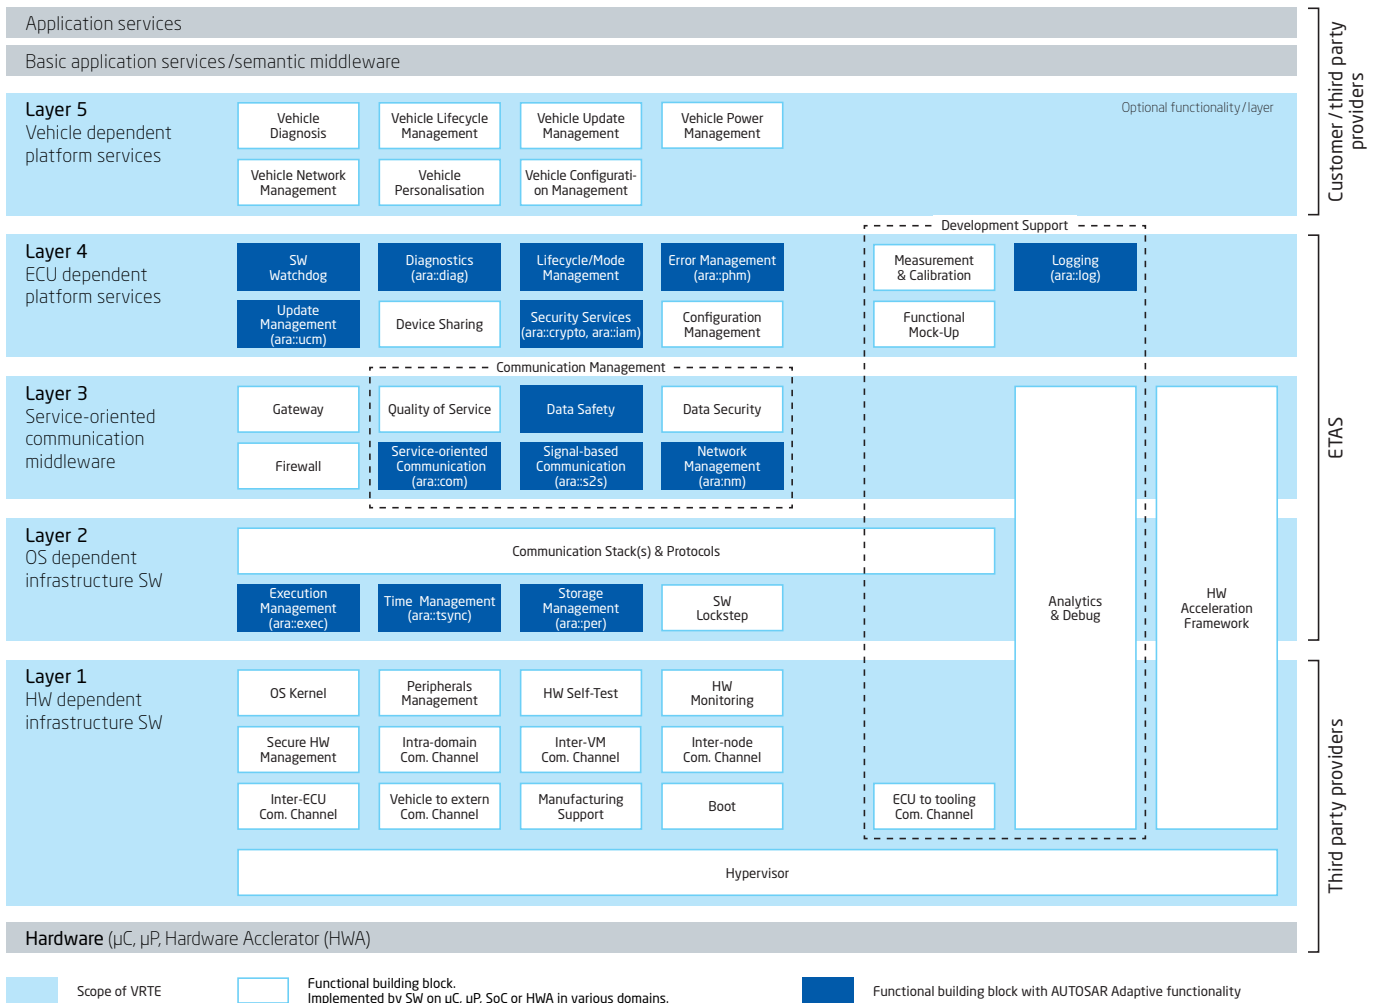 Application services
Basic application services/semantic middleware
Customer/third party
providers
Layer 5
Vehicle dependent
platform services
Vehicle
Diagnosis
Vehicle Lifecycle
Management
Vehicle Update
Management
Vehicle Power
Management
Optional functionality/layer
Vehicle Network
Management
Vehicle
Personalisation
Vehicle Configurati-
on Management
Development Support
Layer 4
ECU dependent
platform services
SW
Watchdog
Diagnostics
(ara::diag)
Lifecycle/Mode
Management
Error Management
(ara::phm)
Measurement
& Calibration
Logging
(ara::log)
Update
Management
(ara::ucm)
Device Sharing
Security Services
(ara::crypto, ara::iam)
Configuration
Management
Functional
Mock-Up
Communication Management
Layer 3
Service-oriented
communication
middleware
Gateway
Quality of Service
Data Safety
Data Security
Firewall
Service-oriented
Communication
(ara::com)
Signal-based
Communication
(ara::s2s)
Network
Management
(ara:nm)
ETAS
Layer 2
OS dependent
infrastructure SW
Communication Stack(s) & Protocols
Execution
Management
(ara::exec)
Time Management
(ara::tsync)
Storage
Management
(ara::per)
SW
Lockstep
Analytics
& Debug
HW
Acceleration
Framework
Layer 1
HW dependent
infrastructure SW
OS Kernel
Peripherals
Management
HW Self-Test
HW
Monitoring
Secure HW
Management
Intra-domain
Com. Channel
Inter-VM
Com. Channel
Inter-node
Com. Channel
Inter-ECU
Com. Channel
Vehicle to extern
Com. Channel
Manufacturing
Support
Boot
ECU to tooling
Com. Channel
Hypervisor
Third party providers
Hardware (µC, µP, Hardware Acclerator (HWA)
Scope of VRTE
Functional building block.
Implemented by SW on µC, µP, SoC or HWA in various domains.
Functional building block with AUTOSAR Adaptive functionality